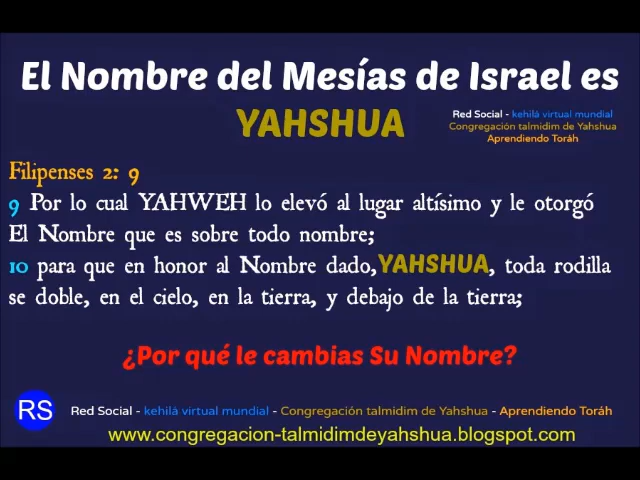 El Nombre del Mesías de Israel es
YAHSHUA
Red Social - kehilá virtual mundial
Congregación talmidim de Yahshua
Aprendiendo Toráh
Filipenses 2: 9
9 Por lo cual YAHWEH lo elevó al lugar altísimo y le otorgó
El Nombre que es sobre todo nombre;
10 para que en honor al Nombre dado,YAHSHUA, toda rodilla
se doble, en el cielo, en la tierra, y debajo de la tierra;
¿Por qué le cambias Su Nombre?
RS Red Social - kehilá virtual mundial - Congregación talmidim de Yahshua - Aprendiendo Toráh
www.congregacion-talmidimdeyahshua.blogspot.com